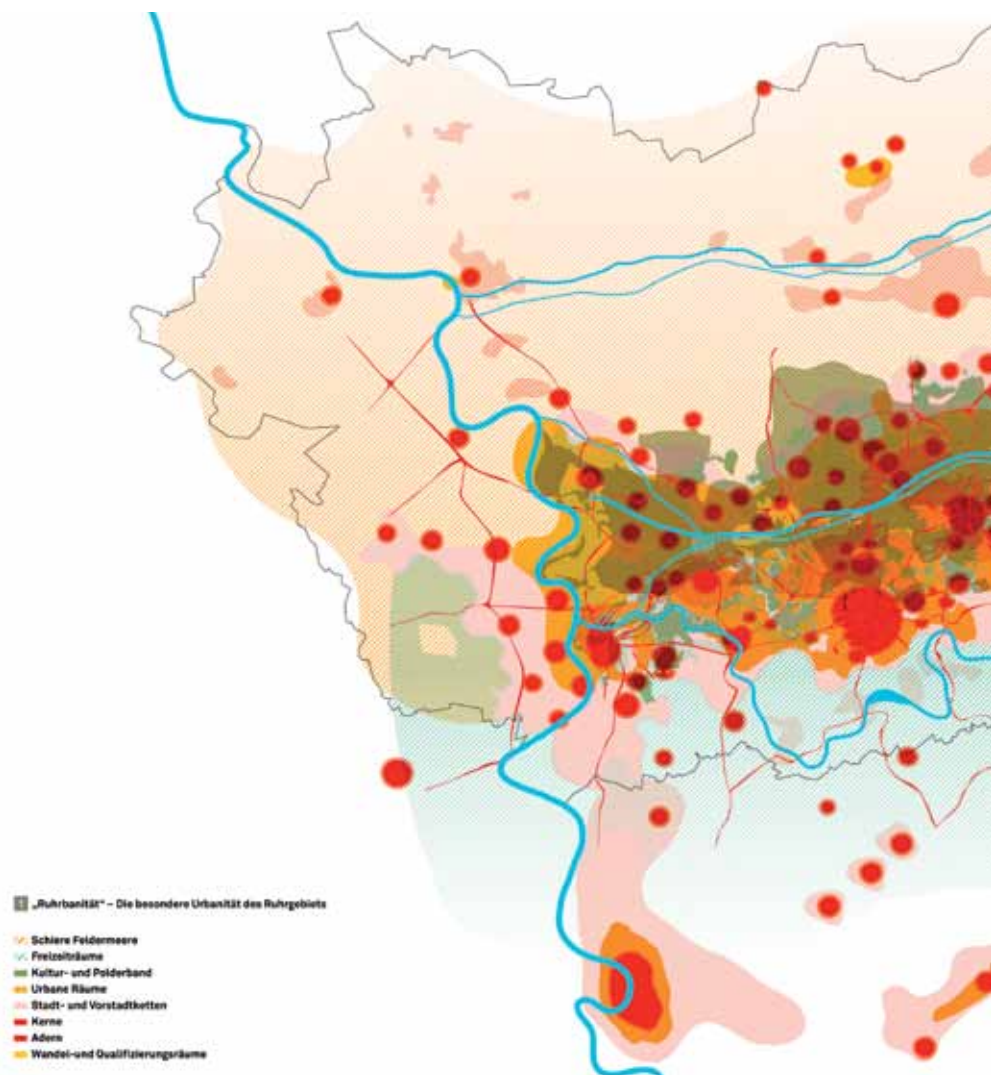 „Ruhrbanität“ – Die besondere Urbanität des Ruhrgebiets
Schiere Feldermeere
Freizeiträume
Kultur- und Polderband
Urbane Räume
Stadt- und Vorstadtketten
Kerne
Adern
Wandel-und Qualifizierungsräume